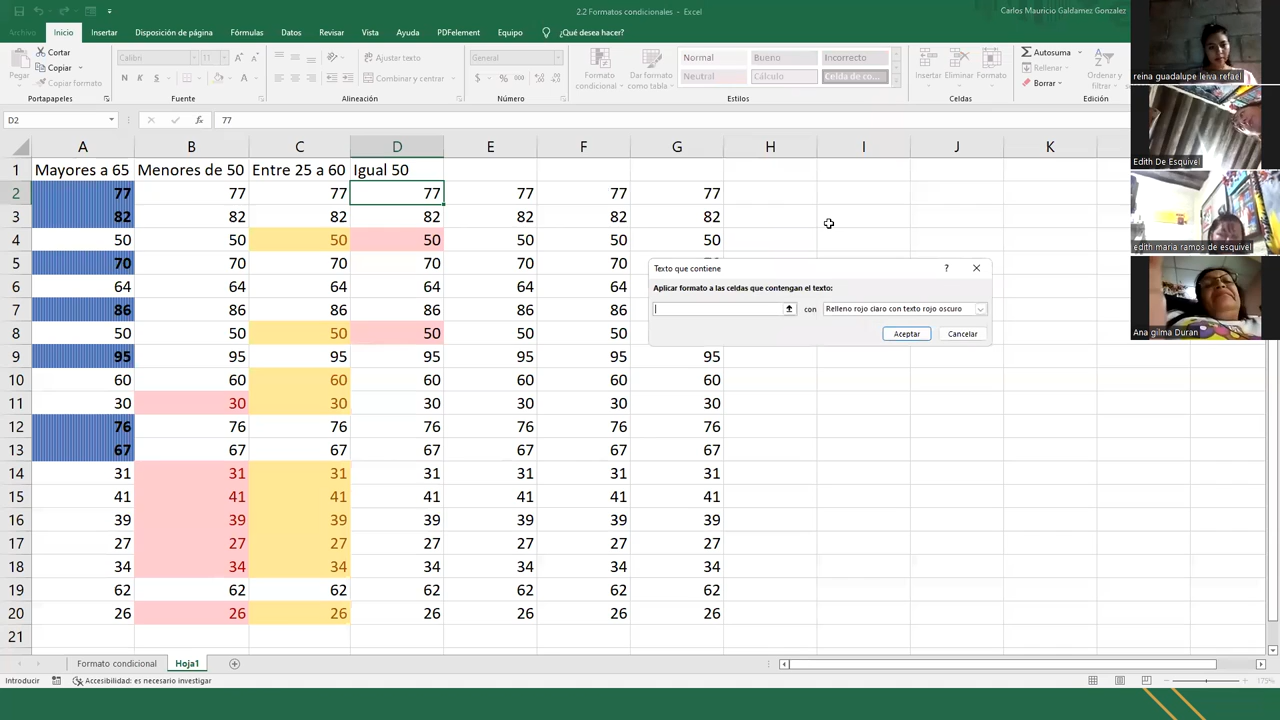 2.2 Formatos condicionales - Excel
Carlos Mauricio Galdamez Gonzalez
Archivo Inicio Insertar Disposición de página Fórmulas Datos Revisar Vista Ayuda PDFelement Equipo ¿Qué desea hacer?
Pegar
Cortar
Copiar
Copiar formato
Portapapeles
Calibri
N K S
Fuente
Ajustar texto
Combinar y centrar
Alineación
General
$ %
Número
Formato condicional
Dar formato como tabla
Normal Bueno Incorrecto
Neutral Cálculo Celda de co...
Estilos
Insertar Eliminar Formato
Celdas
Autosuma
Rellenar
Borrar
Ordenar y filtrar
Edición
D2 fx 77
A B C D E F G H I J K
1 Mayores a 65 Menores de 50 Entre 25 a 60 Igual 50
2 77 77 77 77 77 77 77
3 82 82 82 82 82 82 82
4 50 50 50 50 50 50 50
5 70 70 70 70 70 70
6 64 64 64 64 64 64
7 86 86 86 86 86 86
8 50 50 50 50 50 50
9 95 95 95 95 95 95 95
10 60 60 60 60 60 60 60
11 30 30 30 30 30 30 30
12 76 76 76 76 76 76 76
13 67 67 67 67 67 67 67
14 31 31 31 31 31 31 31
15 41 41 41 41 41 41 41
16 39 39 39 39 39 39 39
17 27 27 27 27 27 27 27
18 34 34 34 34 34 34 34
19 62 62 62 62 62 62 62
20 26 26 26 26 26 26 26
21
Texto que contiene ?
Aplicar formato a las celdas que contengan el texto:
con Relleno rojo claro con texto rojo oscuro
Aceptar Cancelar
reina guadalupe leiva refael
Edith De Esquivel
edith maria ramos de esquivel
Ana gilma Duran
Formato condicional Hoja1
Introducir Accesibilidad: es necesario investigar
175%